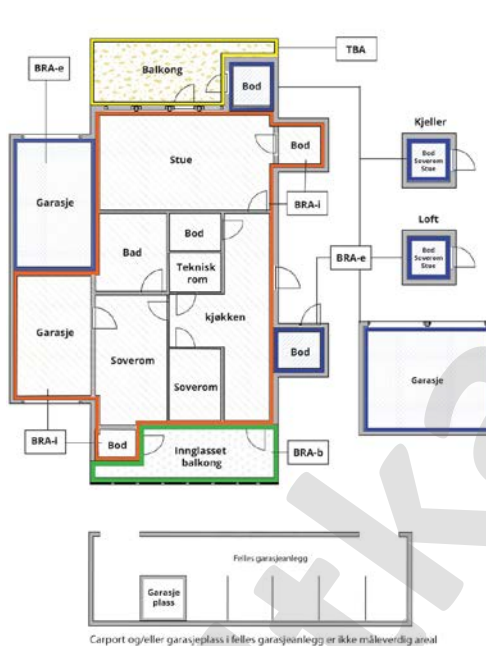 TBA
BRA-e
Balkong
Bod
Kjeller
Stue
Bod
Bod
Soverom
Stue
Garasje
BRA-i
Loft
Bod
Bad
Teknisk
rom
BRA-e
Bod
Soverom
Stue
Garasje
kjøkken
Soverom
Bod
Garasje
Soverom
BRA-i
Bod
Innglasset
balkong
BRA-b
Felles garasjeanlegg
Garasje
plass
Carport og/eller garasjeplass i felles garasjeanlegg er ikke måleverdig areal